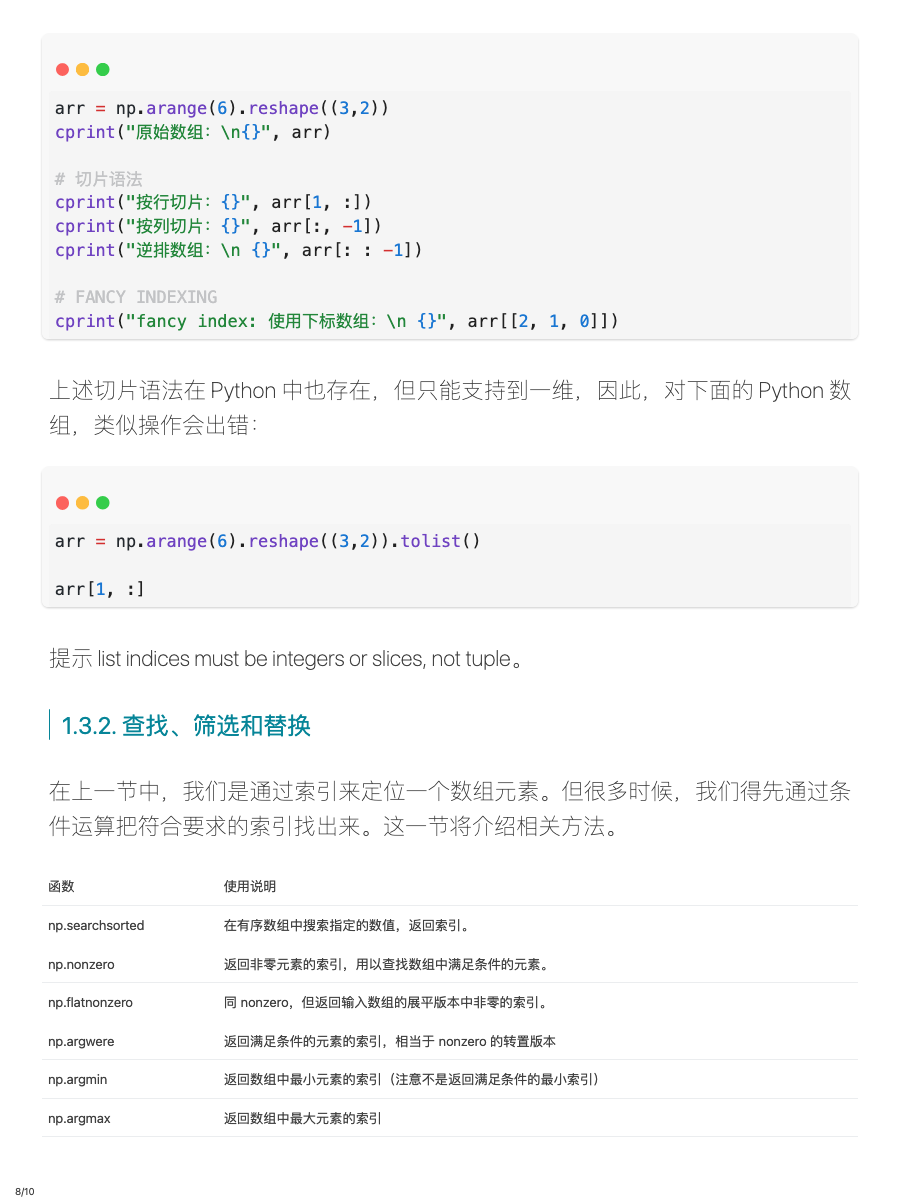 arr = np.arange(6).reshape((3,2))
cprint("原始数组：\n{}", arr)
# 切片语法
cprint("按行切片：{}", arr[1, :])
cprint("按列切片：{}", arr[:, -1])
cprint("逆排数组：\n {}", arr[: : -1])
# FANCY INDEXING
cprint("fancy index: 使用下标数组：\n {}", arr[[2, 1, 0]])
上述切片语法在 Python 中也存在，但只能支持到一维，因此，对下面的 Python 数
组，类似操作会出错：
arr = np.arange(6).reshape((3,2)).tolist()
arr[1, :]
提示 list indices must be integers or slices, not tuple。
1.3.2. 查找、筛选和替换
在上一节中，我们是通过索引来定位一个数组元素。但很多时候，我们得先通过条
件运算把符合要求的索引找出来。这一节将介绍相关方法。
函数 使用说明
np.searchsorted 在有序数组中搜索指定的数值，返回索引。
np.nonzero 返回非零元素的索引，用以查找数组中满足条件的元素。
np.flatnonzero 同 nonzero，但返回输入数组的展平版本中非零的索引。
np.argwere 返回满足条件的元素的索引，相当于 nonzero 的转置版本
np.argmin 返回数组中最小元素的索引（注意不是返回满足条件的最小索引）
np.argmax 返回数组中最大元素的索引
8/10